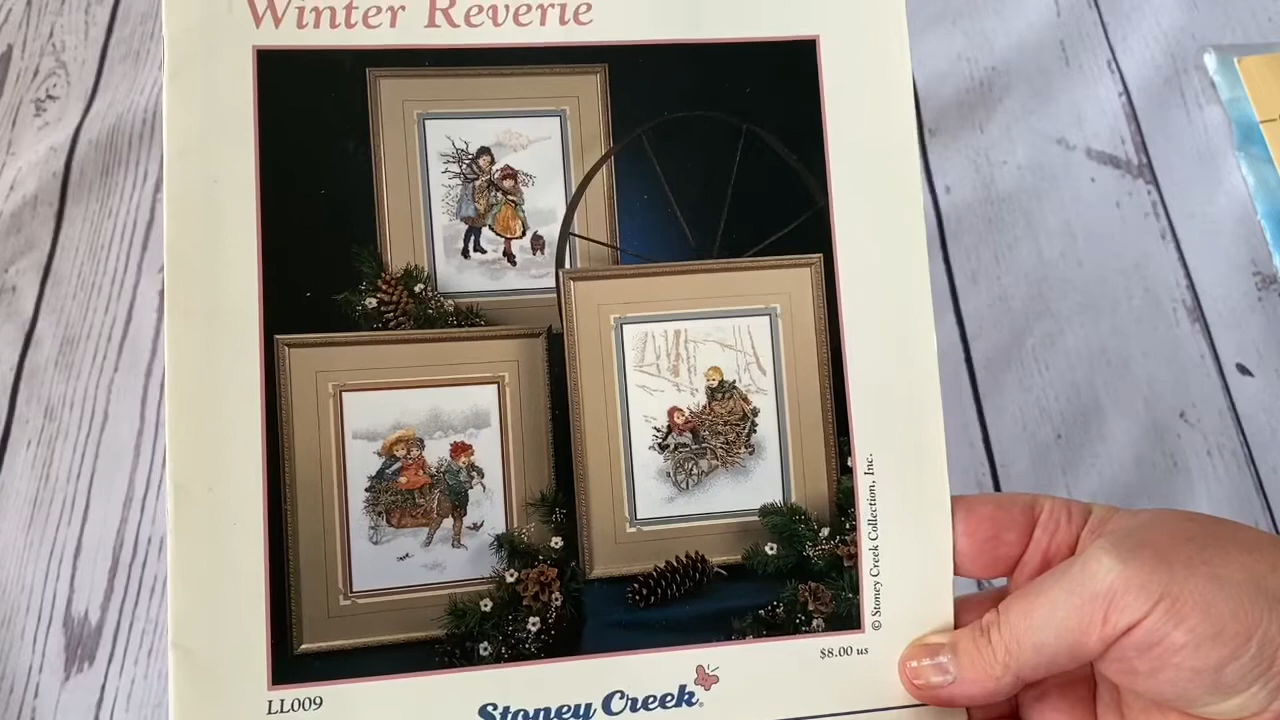 Winter Reverie
© Stoney Creek Collection, Inc.
$8.00 us
LL009
Stoney Creek®